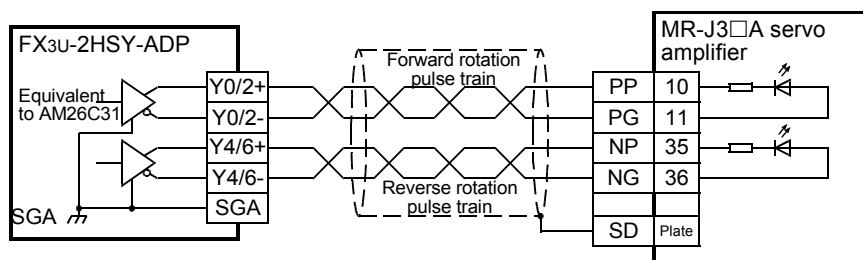 FX3U-2HSY-ADP
MR-J3□A servo
amplifier
Forward rotation
pulse train
Equivalent
to AM26C31
Y0/2+
Y0/2-
Y4/6+
Y4/6-
SGA
SGA
PP 10
PG 11
NP 35
NG 36
SD Plate
Reverse rotation
pulse train